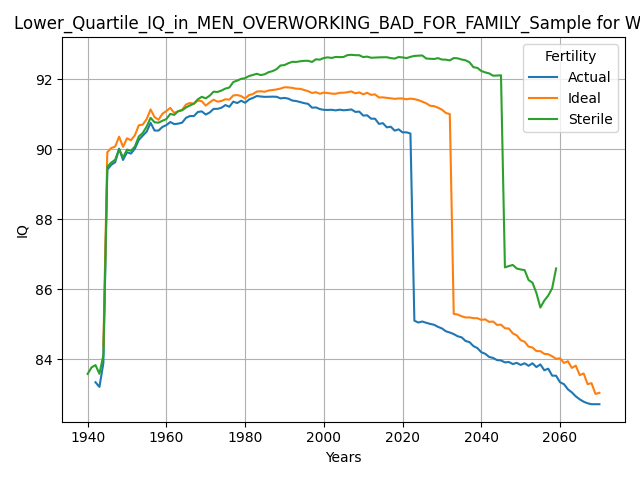 Lower_Quartile_IQ_in_MEN_OVERWORKING_BAD_FOR_FAMILY_Sample for W
Fertility
Actual
Ideal
Sterile
92
90
88
86
84
IQ
1940 1960 1980 2000 2020 2040 2060
Years